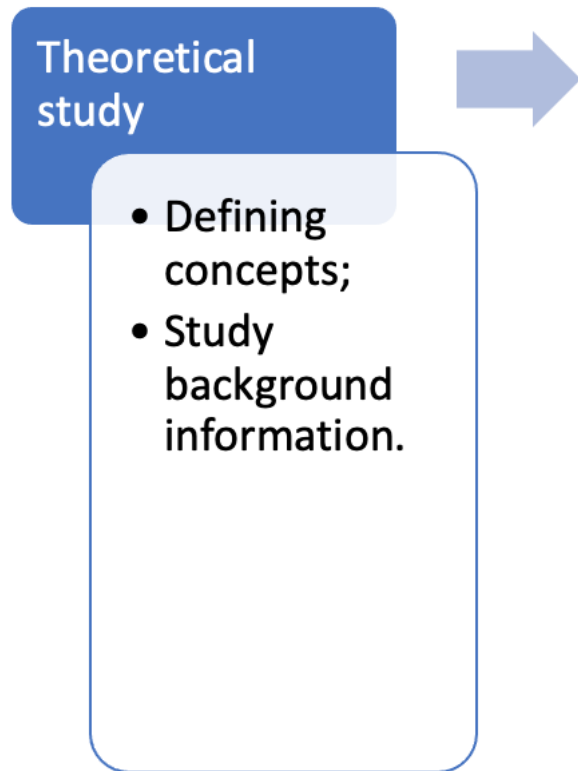 Theoretical
study
• Defining
concepts;
• Study
background
information.